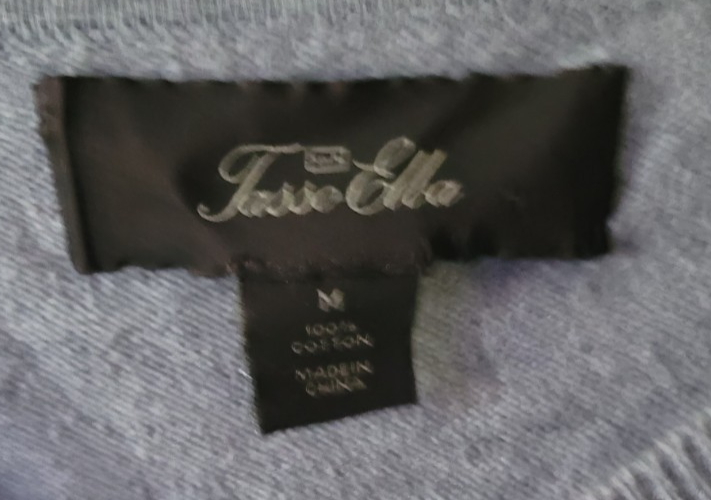 Tasso Elba
M
100%
COTTON
MADE IN
CHINA